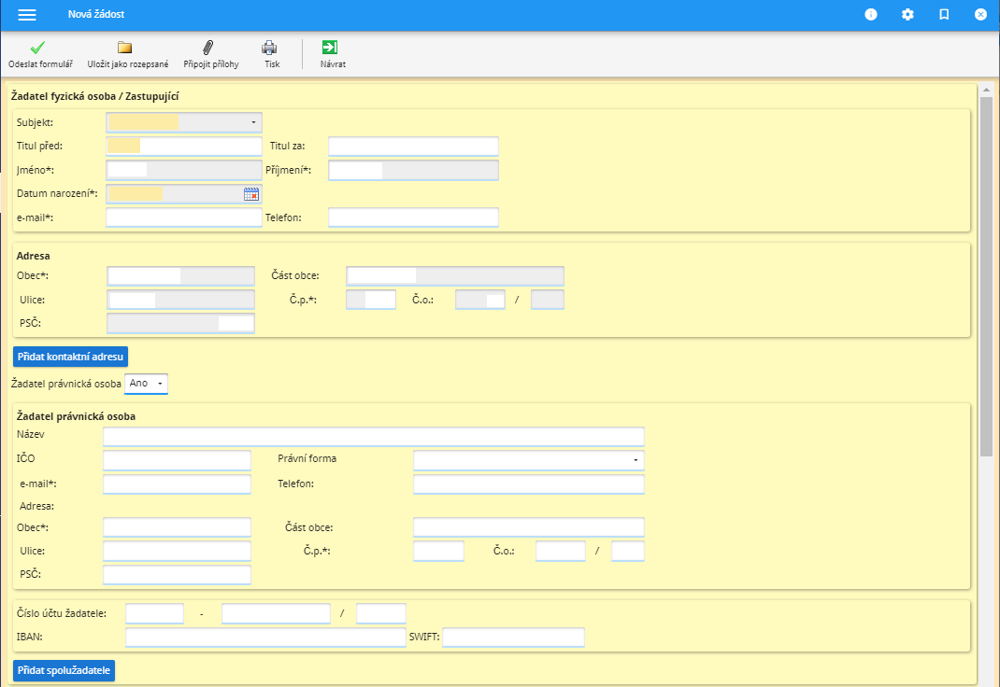 Nová žádost
Odeslat formulář Uložit jako rozepsané Připojit přílohy Tisk Návrat
Žadatel fyzická osoba / Zastupující
Subjekt:
Titul před: Titul za:
Jméno*: Příjmení*:
Datum narození*:
e-mail*: Telefon:
Adresa
Obec*: Část obce:
Ulice: Č.p.*: Č.o.: /
PSČ:
Přidat kontaktní adresu
Žadatel právnická osoba Ano
Žadatel právnická osoba
Název
IČO Právní forma
e-mail*: Telefon:
Adresa:
Obec*: Část obce:
Ulice: Č.p.*: Č.o.: /
PSČ:
Číslo účtu žadatele: - /
IBAN: SWIFT:
Přidat spolužadatele